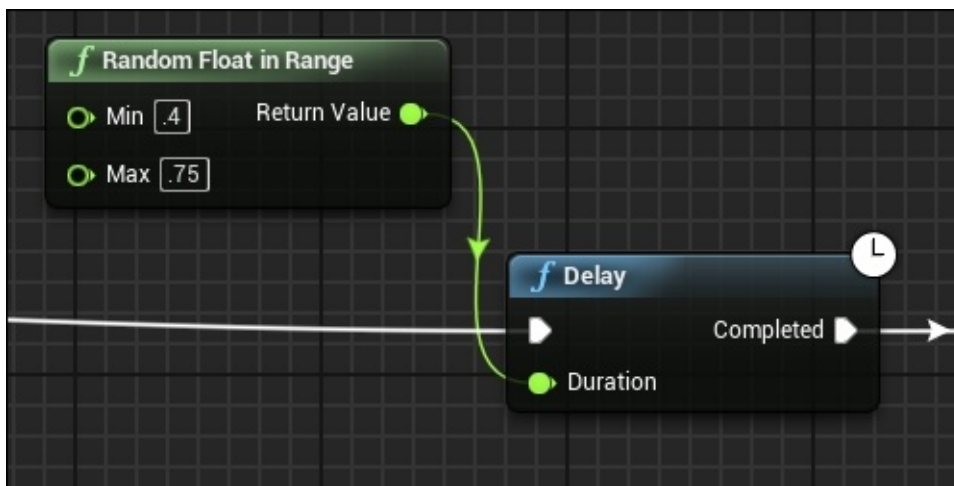 f Random Float in Range
Min .4 Return Value
Max .75
f Delay
Completed
Duration